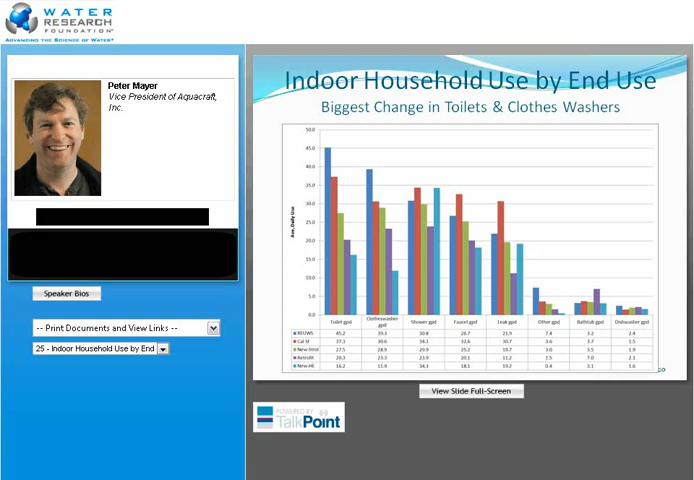 WATER
RESEARCH
FOUNDATION®
ADVANCING THE SCIENCE OF WATER®
Peter Mayer
Vice President of Aquacraft,
Inc.
Speaker Bios
-- Print Documents and View Links --
25 - Indoor Household Use by End
Indoor Household Use by End Use
Biggest Change in Toilets & Clothes Washers
50.0
45.0
40.0
35.0
30.0
25.0
20.0
15.0
10.0
5.0
0.0
Ave. Daily Use
Toilet gpd Clotheswasher gpd Shower gpd Faucet gpd Leak gpd Other gpd Bathtub gpd Dishwasher gpd
REUWS 45.2 39.3 30.8 26.7 21.9 7.4 3.2 2.4
Cal SF 37.3 30.6 34.3 32.6 30.7 3.6 3.7 1.5
New-Stnd 27.5 28.9 29.9 25.2 19.7 3.0 3.5 1.9
Retrofit 20.3 23.3 23.9 20.1 11.2 1.5 7.0 2.1
New-HE 16.2 11.9 34.3 18.1 19.2 0.4 3.1 1.6
View Slide Full-Screen
POWERED BY
TalkPoint